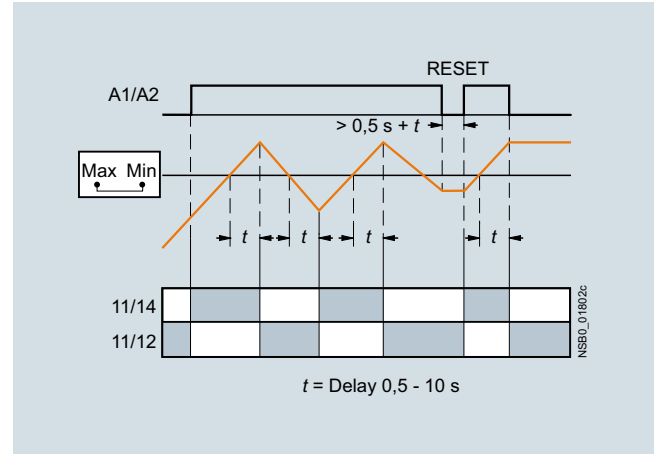 RESET
A1/A2
> 0,5 s + t
Max Min
t t t t
11/14
11/12
NSB0_01802c
t = Delay 0,5 - 10 s